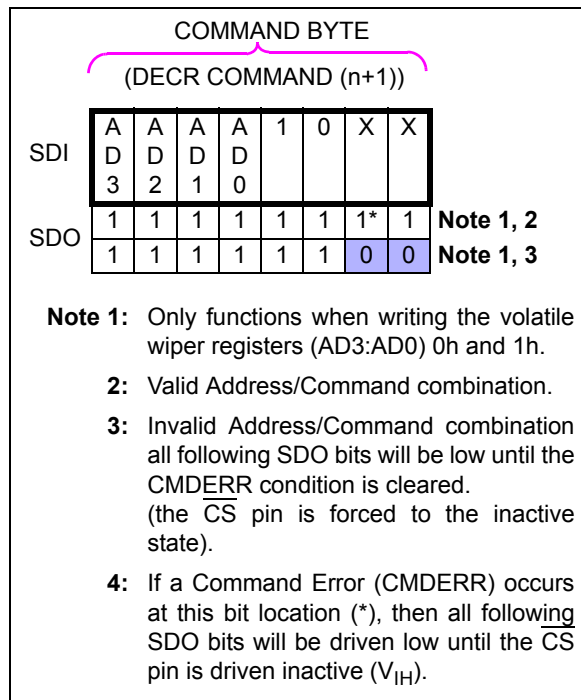 COMMAND BYTE
(DECR COMMAND (n+1))
SDI
A A A A 1 0 X X
D D D D
3 2 1 0
SDO
1 1 1 1 1 1 1* 1 Note 1, 2
1 1 1 1 1 1 0 0 Note 1, 3
Note 1: Only functions when writing the volatile
wiper registers (AD3:AD0) 0h and 1h.
2: Valid Address/Command combination.
3: Invalid Address/Command combination
all following SDO bits will be low until the
CMDERR condition is cleared.
(the CS pin is forced to the inactive
state).
4: If a Command Error (CMDERR) occurs
at this bit location (*), then all following
SDO bits will be driven low until the CS
pin is driven inactive (VIH).